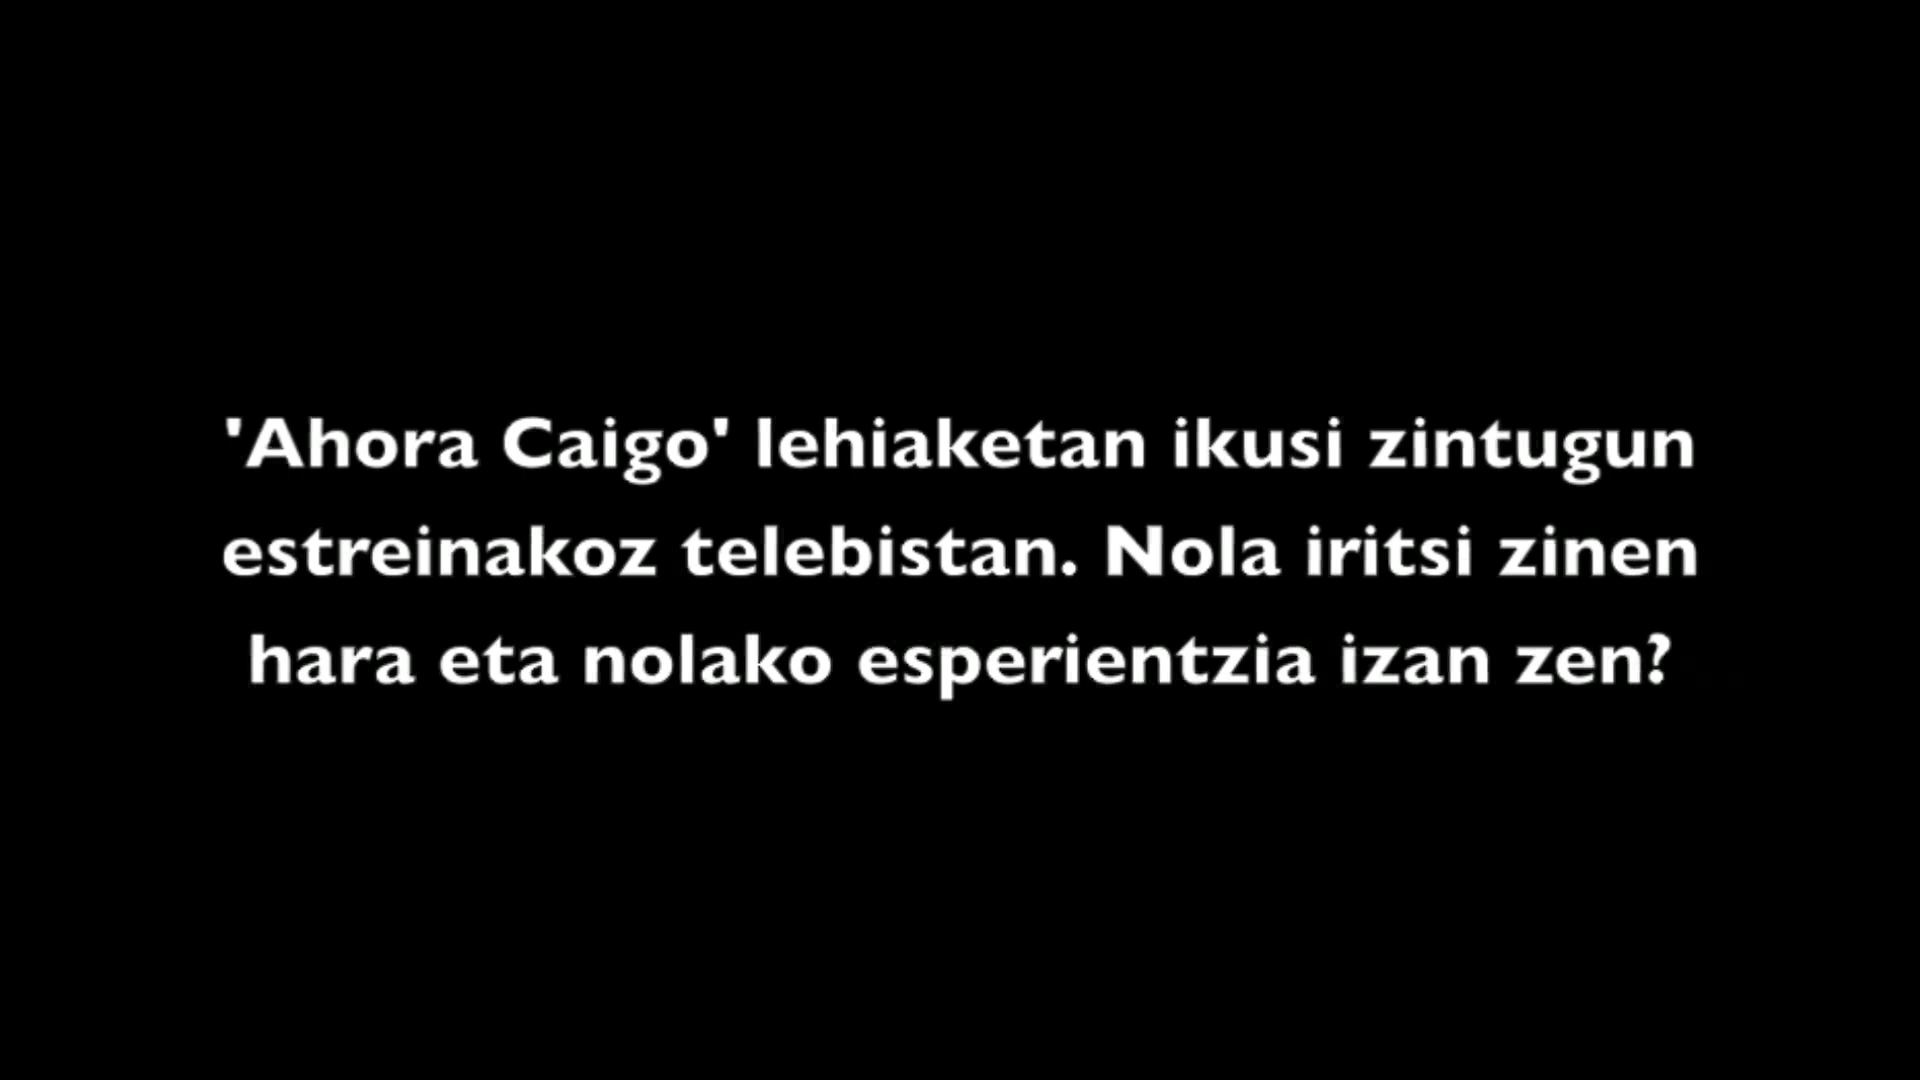 'Ahora Caigo' lehiaketan ikusi zintugun
estreinakoz telebistan. Nola iritsi zinen
hara eta nolako esperientzia izan zen?